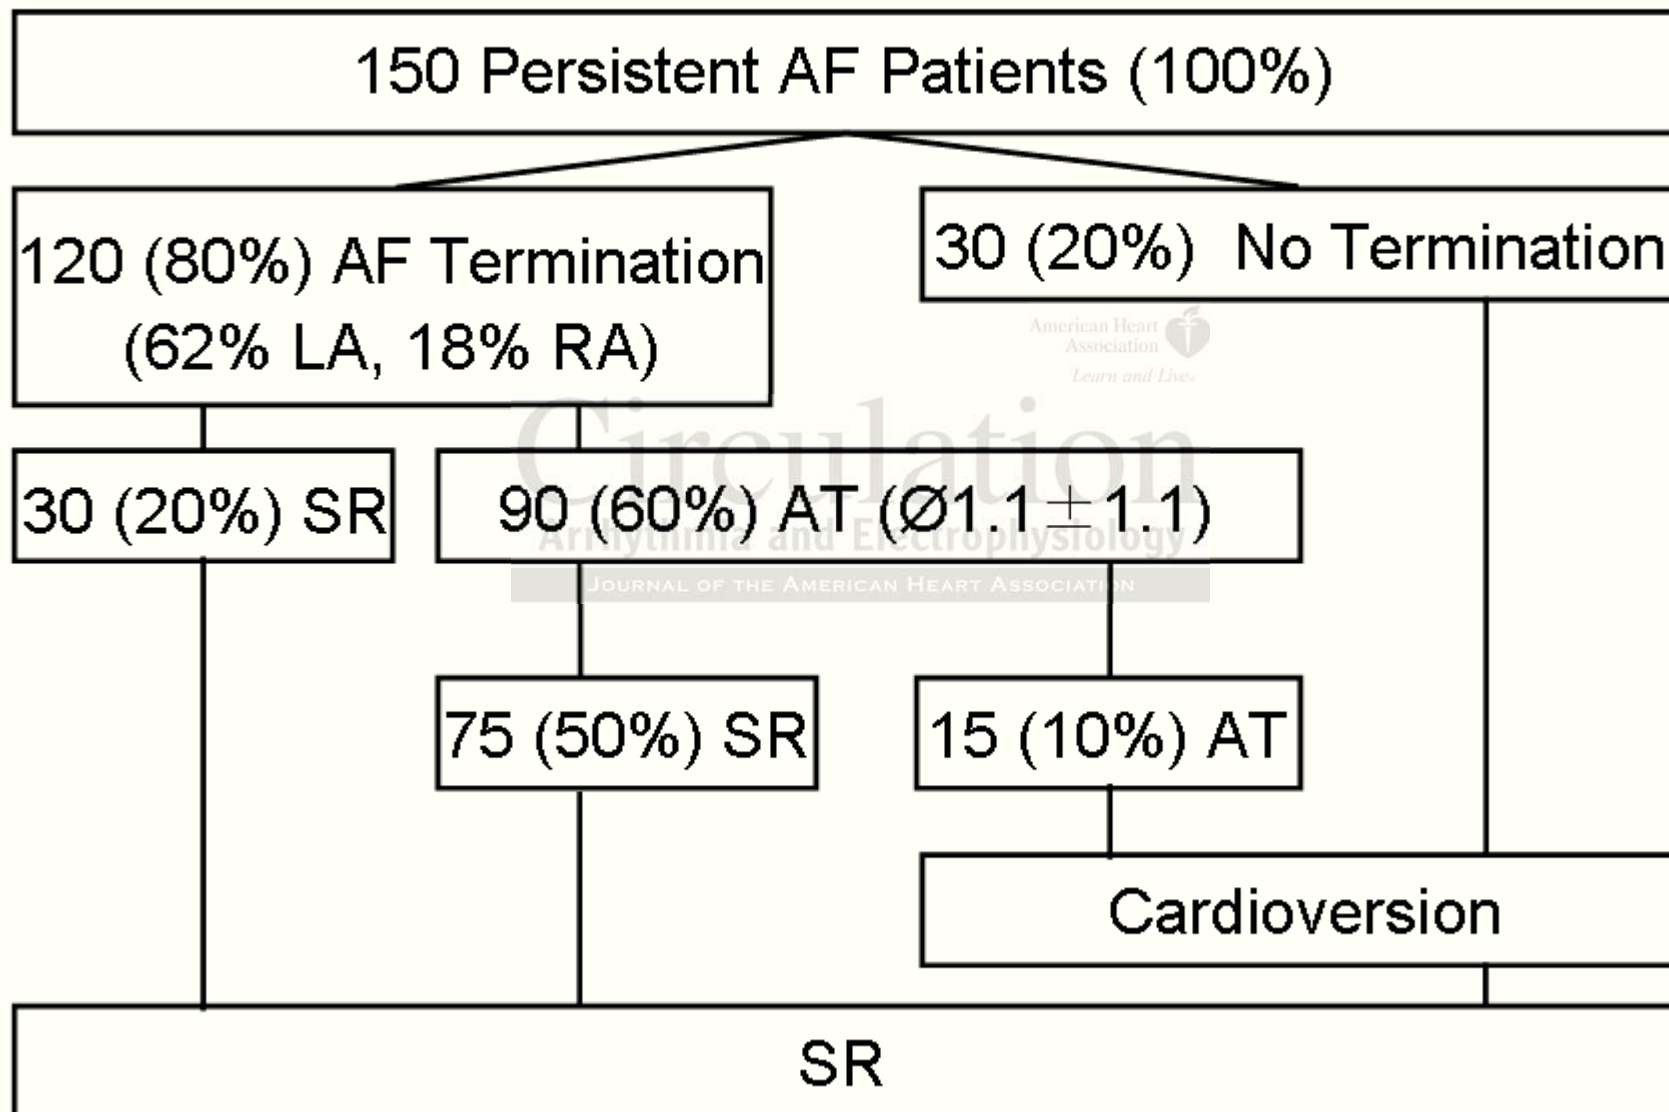 150 Persistent AF Patients (100%)
120 (80%) AF Termination
(62% LA, 18% RA)
30 (20%) No Termination
American Heart
Association
Learn and Live
Circulation
30 (20%) SR
90 (60%) AT (Ø1.1±1.1)
Arrhythmia and Electrophysiology
JOURNAL OF THE AMERICAN HEART ASSOCIATION
75 (50%) SR
15 (10%) AT
Cardioversion
SR